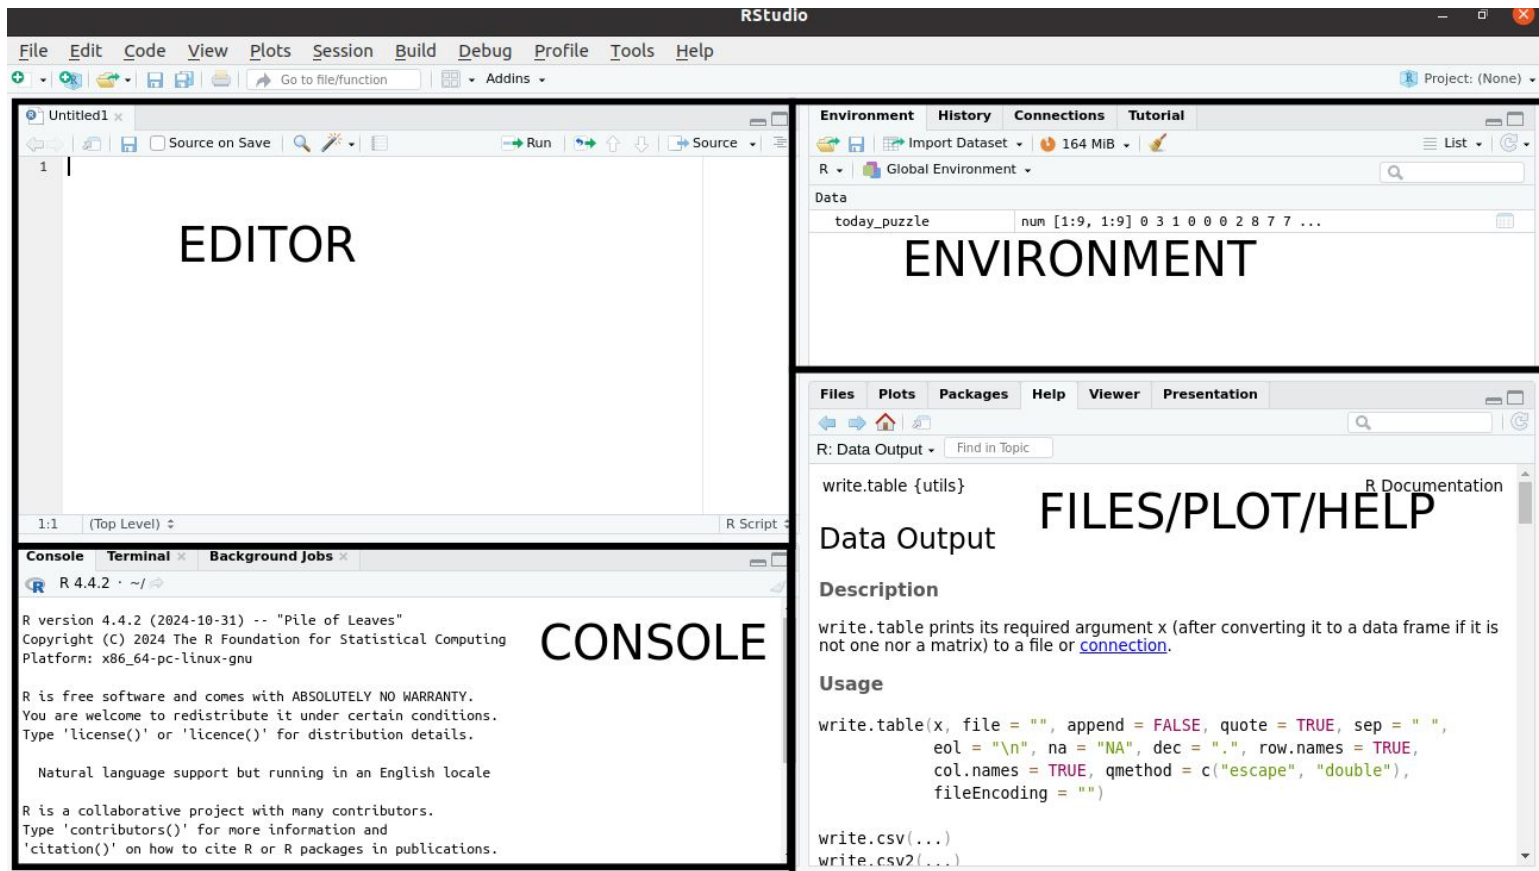 RStudio
File Edit Code View Plots Session Build Debug Profile Tools Help
Go to file/function Addins Project: (None)
Untitled1
Source on Save Run Source
1
EDITOR
1:1 (Top Level) R Script
Console Terminal Background Jobs
R 4.4.2 · ~/
R version 4.4.2 (2024-10-31) -- "Pile of Leaves"
Copyright (C) 2024 The R Foundation for Statistical Computing
Platform: x86_64-pc-linux-gnu
CONSOLE
R is free software and comes with ABSOLUTELY NO WARRANTY.
You are welcome to redistribute it under certain conditions.
Type 'license()' or 'licence()' for distribution details.
Natural language support but running in an English locale
R is a collaborative project with many contributors.
Type 'contributors()' for more information and
'citation()' on how to cite R or R packages in publications.
Environment History Connections Tutorial
Import Dataset 164 MiB List
R Global Environment
Data
today_puzzle num [1:9, 1:9] 0 3 1 0 0 0 2 8 7 7 ...
ENVIRONMENT
Files Plots Packages Help Viewer Presentation
R: Data Output Find in Topic
write.table {utils} R Documentation
FILES/PLOT/HELP
Data Output
Description
write.table prints its required argument x (after converting it to a data frame if it is
not one nor a matrix) to a file or connection.
Usage
write.table(x, file = "", append = FALSE, quote = TRUE, sep = " ",
eol = "\n", na = "NA", dec = ".", row.names = TRUE,
col.names = TRUE, qmethod = c("escape", "double"),
fileEncoding = "")
write.csv(...)
write.csv2(...)